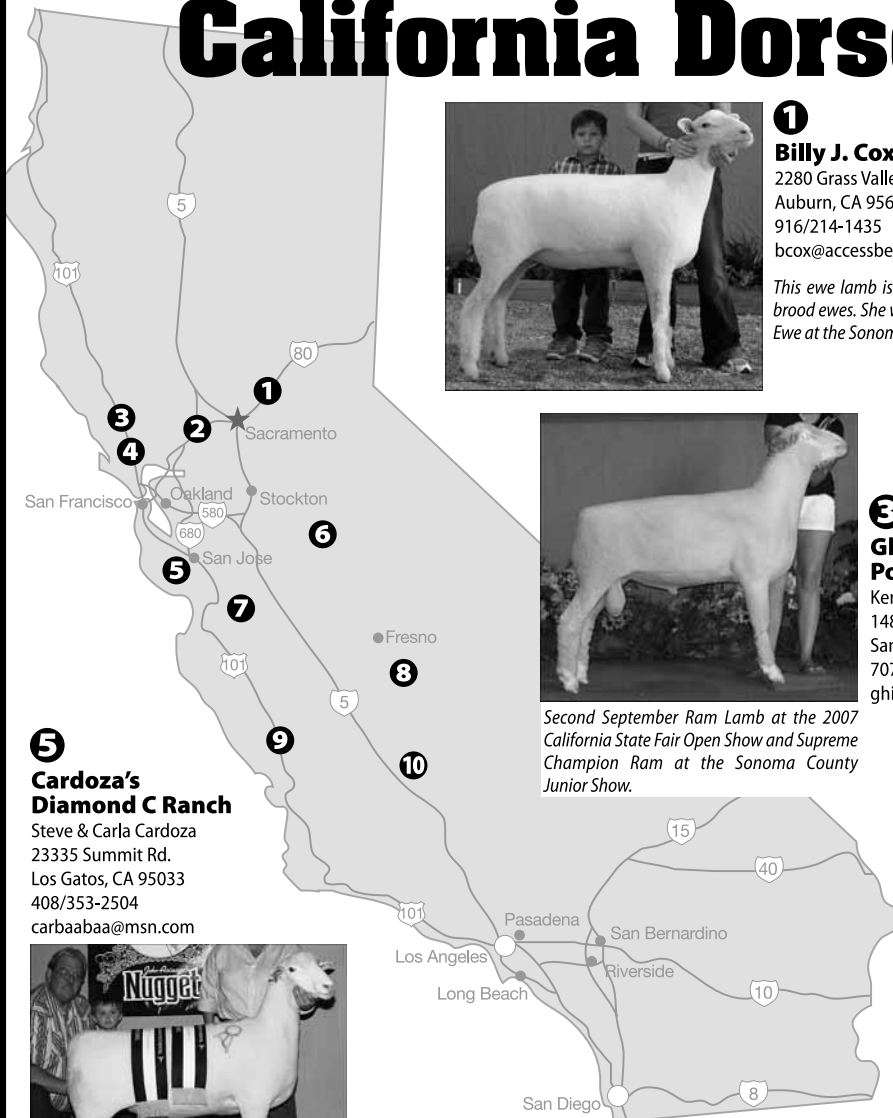 California Dorse
1
Billy J. Cox
2280 Grass Valle
Auburn, CA 956
916/214-1435
bcox@accessbe
This ewe lamb is
brood ewes. She v
Ewe at the Sonom
5
101
80
1
3
2
Sacramento
4
San Francisco
Oakland
Stockton
580
680
6
San Jose
5
7
Fresno
101
8
5
9
10
3
Gl
Po
Ker
148
San
707
ghi
Second September Ram Lamb at the 2007
California State Fair Open Show and Supreme
Champion Ram at the Sonoma County
Junior Show.
5
Cardoza's
Diamond C Ranch
Steve & Carla Cardoza
23335 Summit Rd.
Los Gatos, CA 95033
408/353-2504
carbaabaa@msn.com
Nugget
15
40
101
Pasadena
San Bernardino
Los Angeles
Riverside
Long Beach
10
San Diego
8